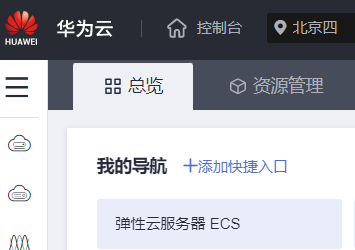 HUAWEI 华为云 控制台 北京四
总览 资源管理
我的导航 +添加快捷入口
弹性云服务器 ECS